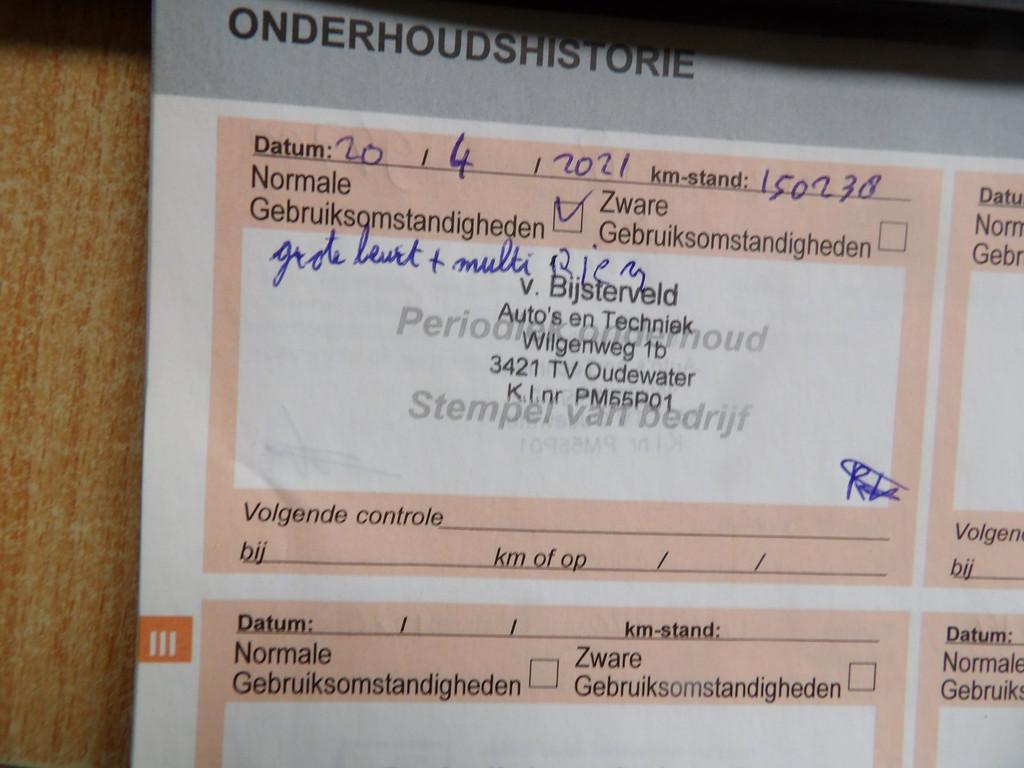 ONDERHOUDSHISTORIE
Datum: 20 / 4 / 2021 km-stand: 150238
Normale
Gebruiksomstandigheden
Zware
Gebruiksomstandigheden
grote beurt + multi
v. Bijsterveld
Auto's en Techniek
Periodiek onderhoud
Wilgenweg 1b
3421 TV Oudewater
K.I.nr PM55P01
Stempel van bedrijf
Volgende controle
bij km of op / /
III
Datum: / / km-stand:
Normale
Gebruiksomstandigheden
Zware
Gebruiksomstandigheden
Datu
Norm
Gebr
Volgen
bij
Datum:
Normale
Gebruiks